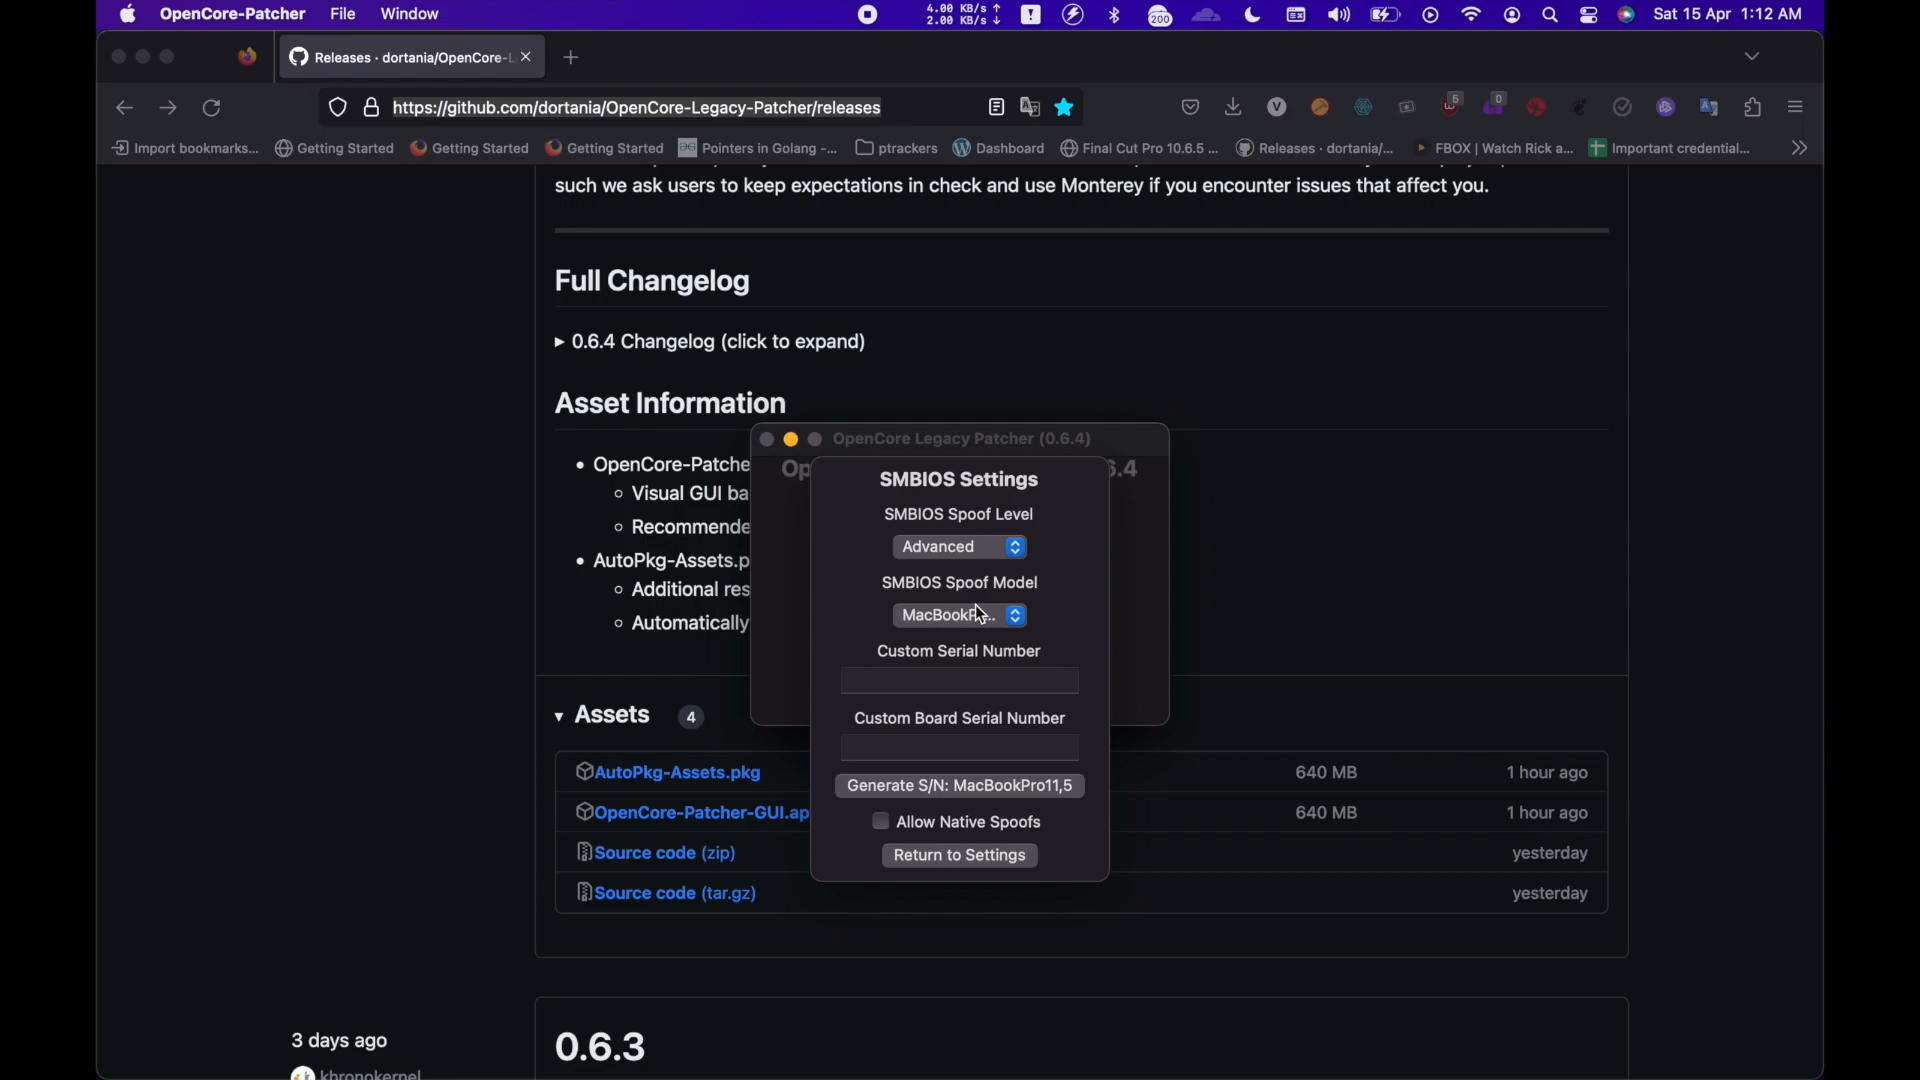 OpenCore-Patcher File Window 4.00 KB/s ↑ 2.00 KB/s ↓ 200 Sat 15 Apr 1:12 AM
Releases · dortania/OpenCore-L
https://github.com/dortania/OpenCore-Legacy-Patcher/releases V 5 0
Import bookmarks... Getting Started Getting Started Getting Started Pointers in Golang -... ptrackers Dashboard Final Cut Pro 10.6.5 ... Releases · dortania/... FBOX | Watch Rick a... Important credential...
such we ask users to keep expectations in check and use Monterey if you encounter issues that affect you.
Full Changelog
0.6.4 Changelog (click to expand)
Asset Information
OpenCore-Patche
Visual GUI ba
Recommende
AutoPkg-Assets.p
Additional res
Automatically
OpenCore Legacy Patcher (0.6.4)
Op 6.4
SMBIOS Settings
SMBIOS Spoof Level
Advanced
SMBIOS Spoof Model
MacBookP...
Custom Serial Number
Custom Board Serial Number
Generate S/N: MacBookPro11,5
Allow Native Spoofs
Return to Settings
Assets 4
AutoPkg-Assets.pkg 640 MB 1 hour ago
OpenCore-Patcher-GUI.ap 640 MB 1 hour ago
Source code (zip) yesterday
Source code (tar.gz) yesterday
3 days ago
khronokernel
0.6.3